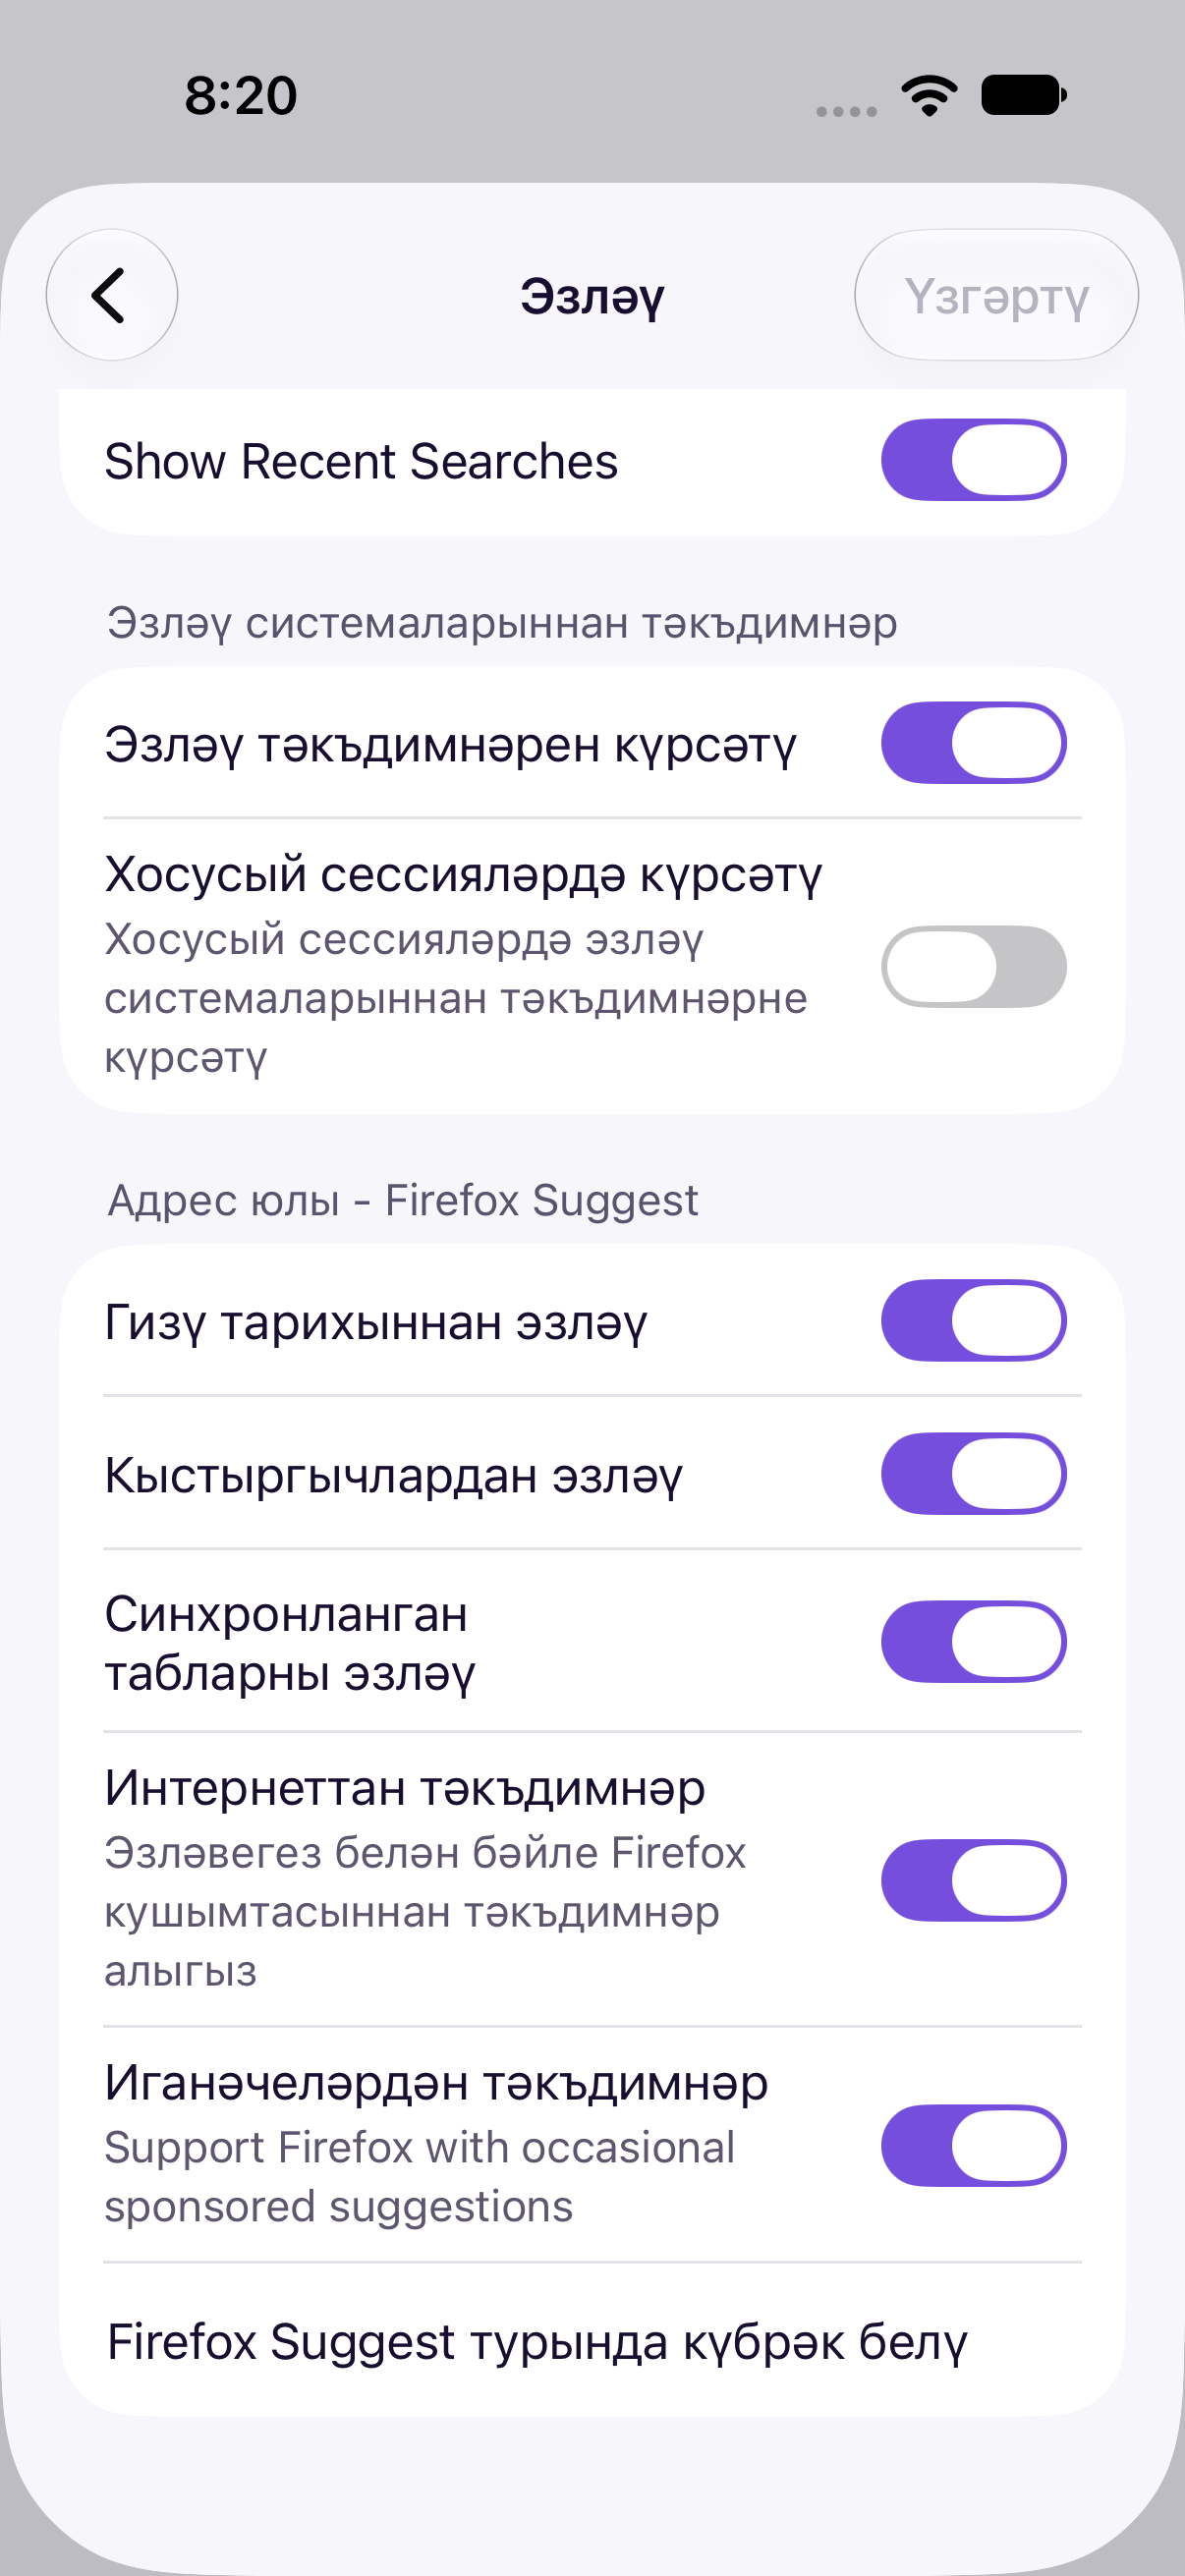 8:20
Эзләү
Үзгәртү
Show Recent Searches
Эзләү системаларыннан тәкъдимнәр
Эзләү тәкъдимнәрен күрсәтү
Хосусый сессияләрдә күрсәтү
Хосусый сессияләрдә эзләү
системаларыннан тәкъдимнәрне
күрсәтү
Адрес юлы - Firefox Suggest
Гизү тарихыннан эзләү
Кыстыргычлардан эзләү
Синхронланган
табларны эзләү
Интернеттан тәкъдимнәр
Эзләвегез белән бәйле Firefox
кушымтасыннан тәкъдимнәр
алыгыз
Иганәчеләрдән тәкъдимнәр
Support Firefox with occasional
sponsored suggestions
Firefox Suggest турында күбрәк белү